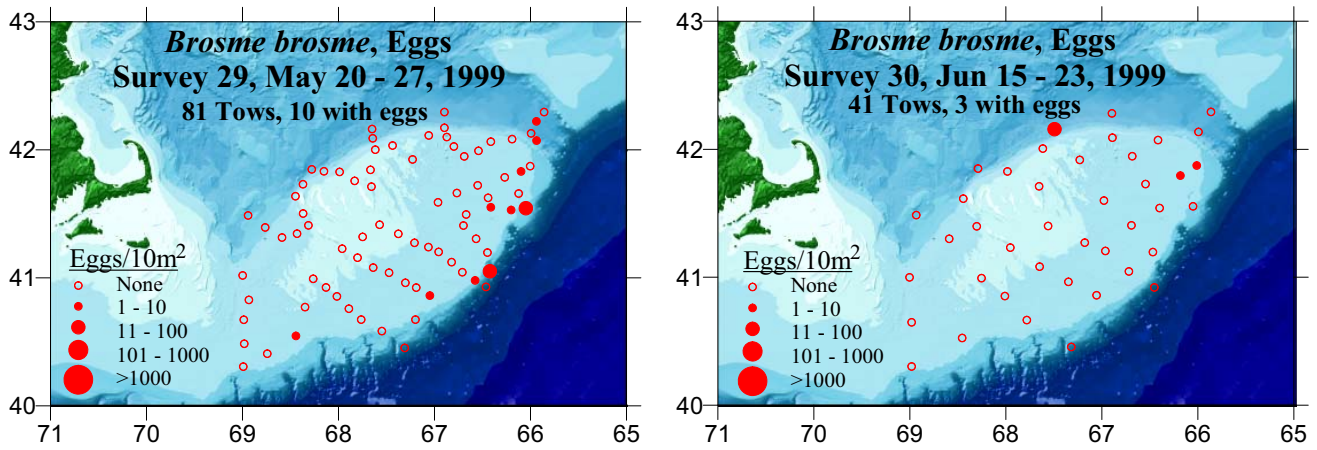 43
42
41
40
71
70
69
68
67
66
65
Brosme brosme, Eggs
Survey 29, May 20 - 27, 1999
81 Tows, 10 with eggs
Eggs/10m²
None
1 - 10
11 - 100
101 - 1000
>1000
43
42
41
40
71
70
69
68
67
66
65
Brosme brosme, Eggs
Survey 30, Jun 15 - 23, 1999
41 Tows, 3 with eggs
Eggs/10m²
None
1 - 10
11 - 100
101 - 1000
>1000